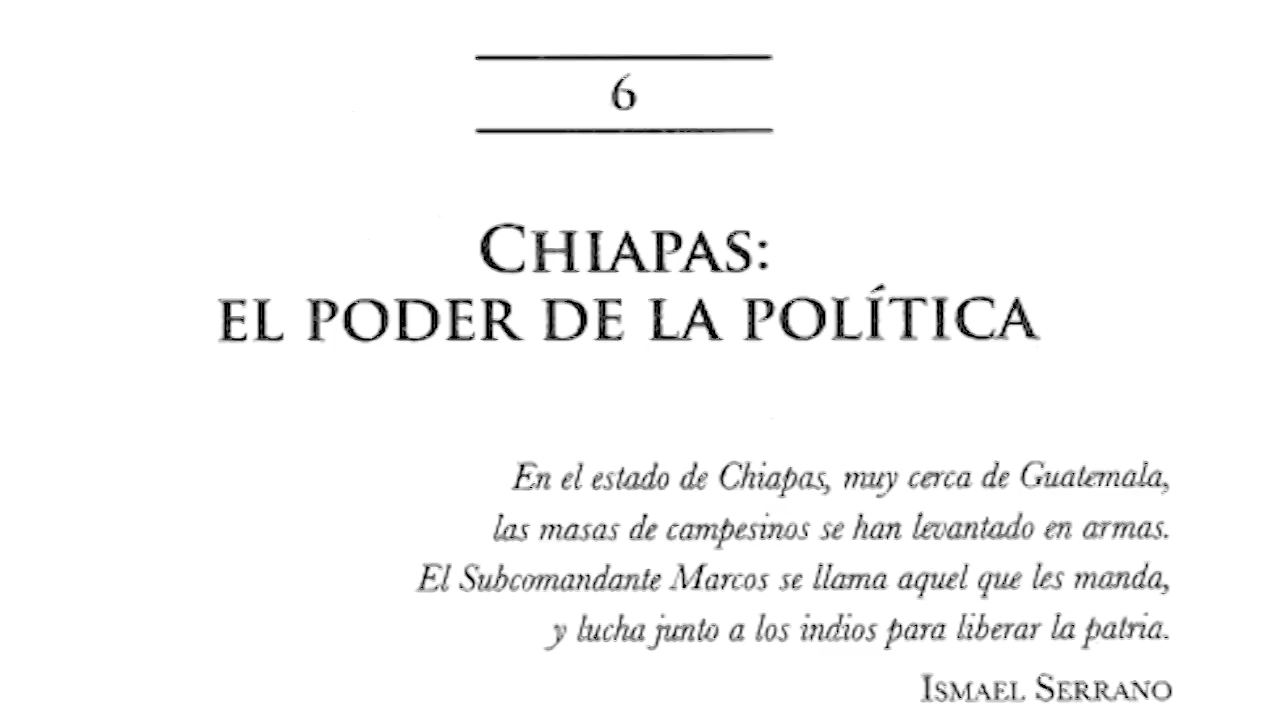 6
CHIAPAS:
EL PODER DE LA POLÍTICA
En el estado de Chiapas, muy cerca de Guatemala,
las masas de campesinos se han levantado en armas.
El Subcomandante Marcos se llama aquel que les manda,
y lucha junto a los indios para liberar la patria.
ISMAEL SERRANO